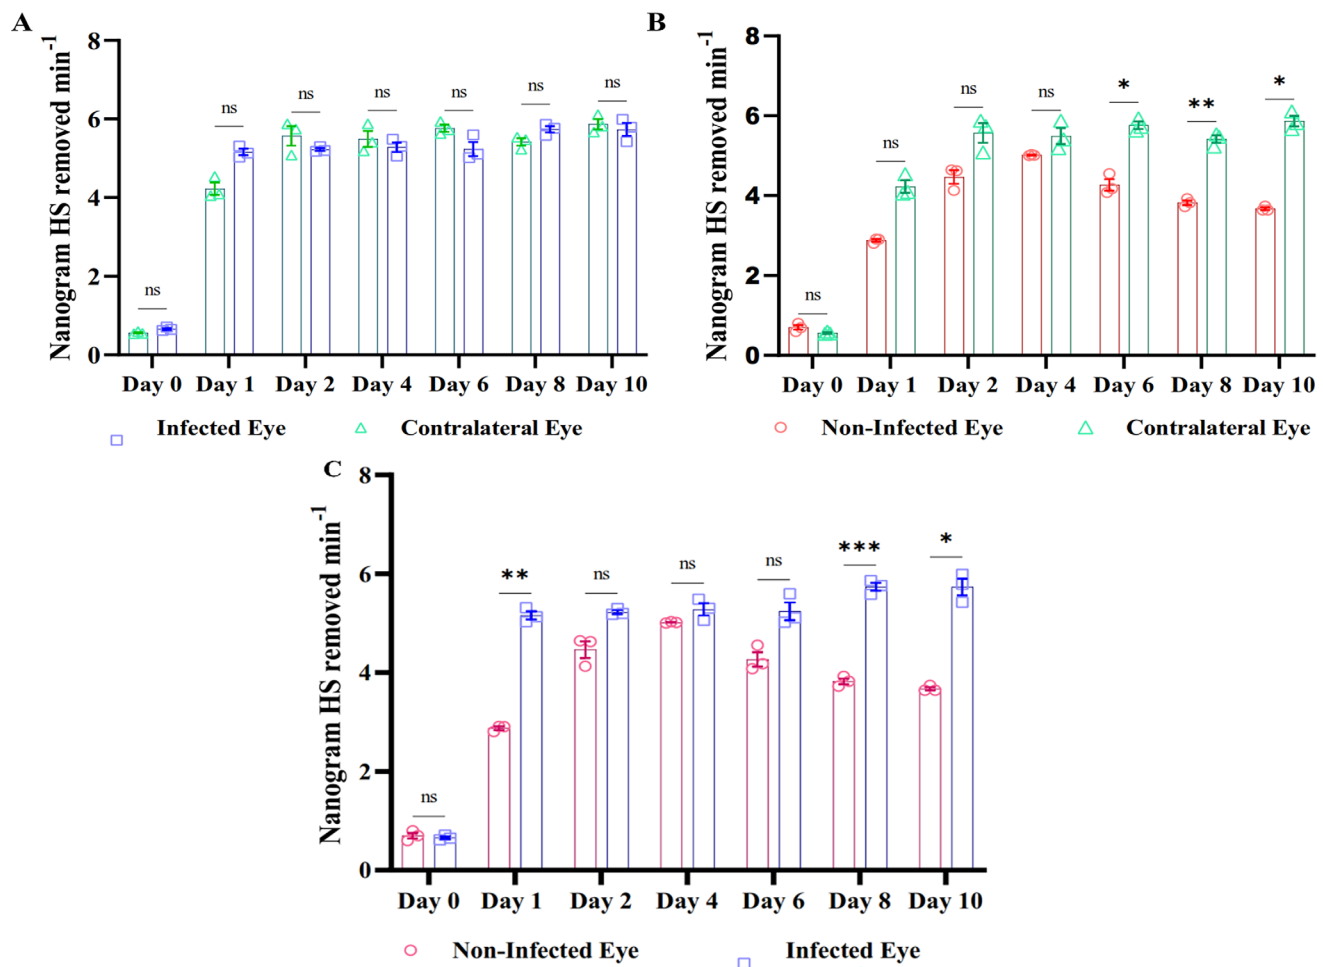 A
Nanogram HS removed min-1
8
6
4
2
0
ns
ns
ns
ns
ns
ns
ns
Day 0 Day 1 Day 2 Day 4 Day 6 Day 8 Day 10
Infected Eye Contralateral Eye
B
Nanogram HS removed min-1
8
6
4
2
0
ns
ns
ns
ns
*
**
*
Day 0 Day 1 Day 2 Day 4 Day 6 Day 8 Day 10
Non-Infected Eye Contralateral Eye
C
Nanogram HS removed min-1
8
6
4
2
0
ns
**
ns
ns
ns
***
*
Day 0 Day 1 Day 2 Day 4 Day 6 Day 8 Day 10
Non-Infected Eye Infected Eye